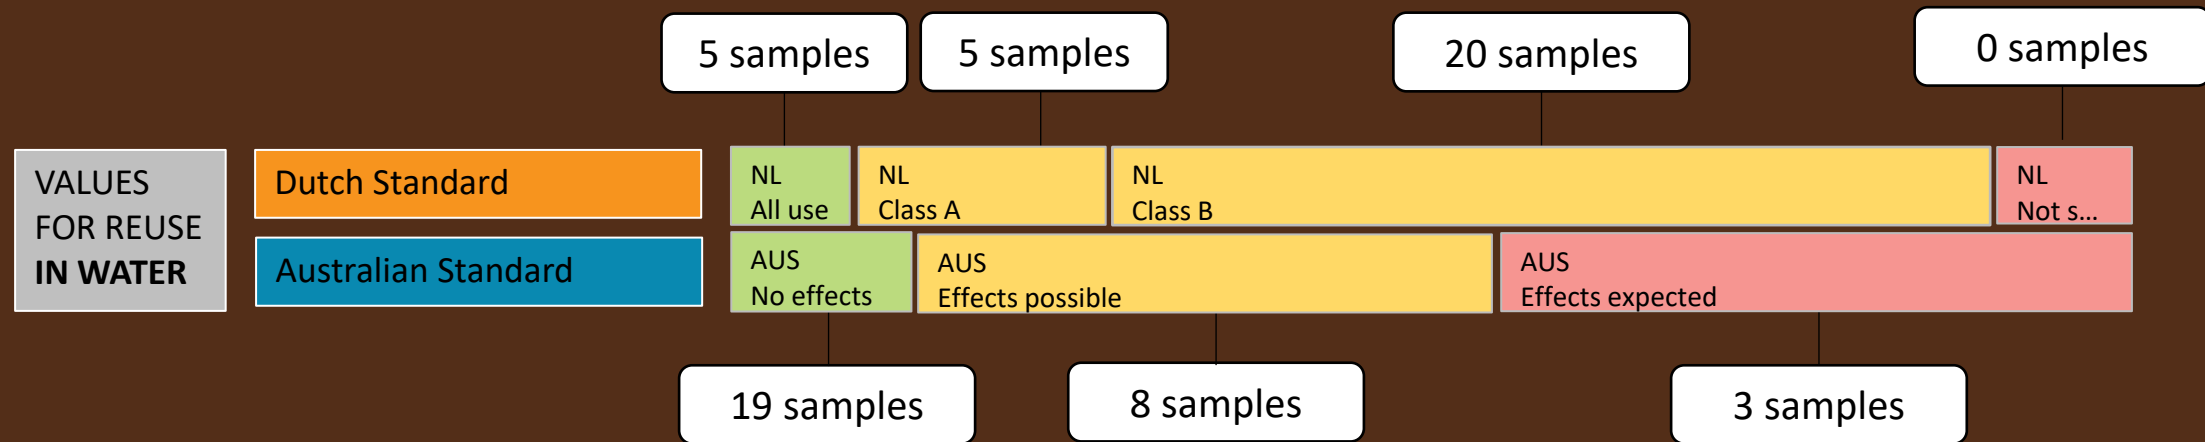 5 samples
5 samples
20 samples
0 samples
VALUES
FOR REUSE
IN WATER
Dutch Standard
NL
All use
NL
Class A
NL
Class B
NL
Not s...
Australian Standard
AUS
No effects
AUS
Effects possible
AUS
Effects expected
19 samples
8 samples
3 samples